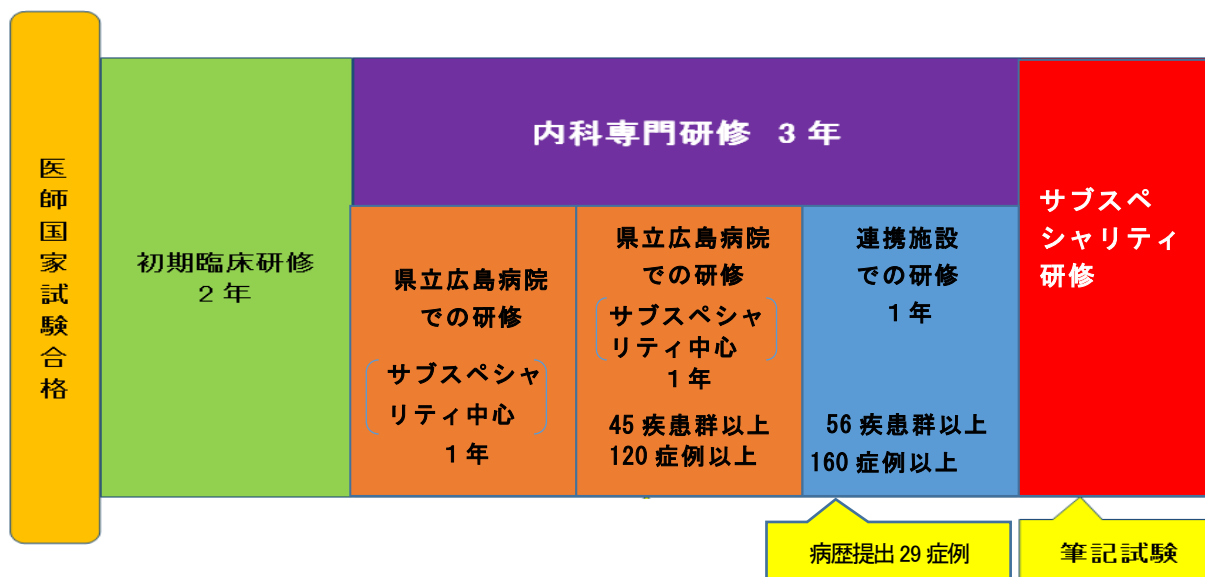 医師国家試験合格
初期臨床研修
２年
内科専門研修 3 年
県立広島病院
での研修
サブスペシャ
リティ中心
１年
県立広島病院
での研修
サブスペシャ
リティ中心
１年
45 疾患群以上
120 症例以上
連携施設
での研修
１年
56 疾患群以上
160 症例以上
サブスペ
シャリティ
研修
病歴提出 29 症例
筆記試験